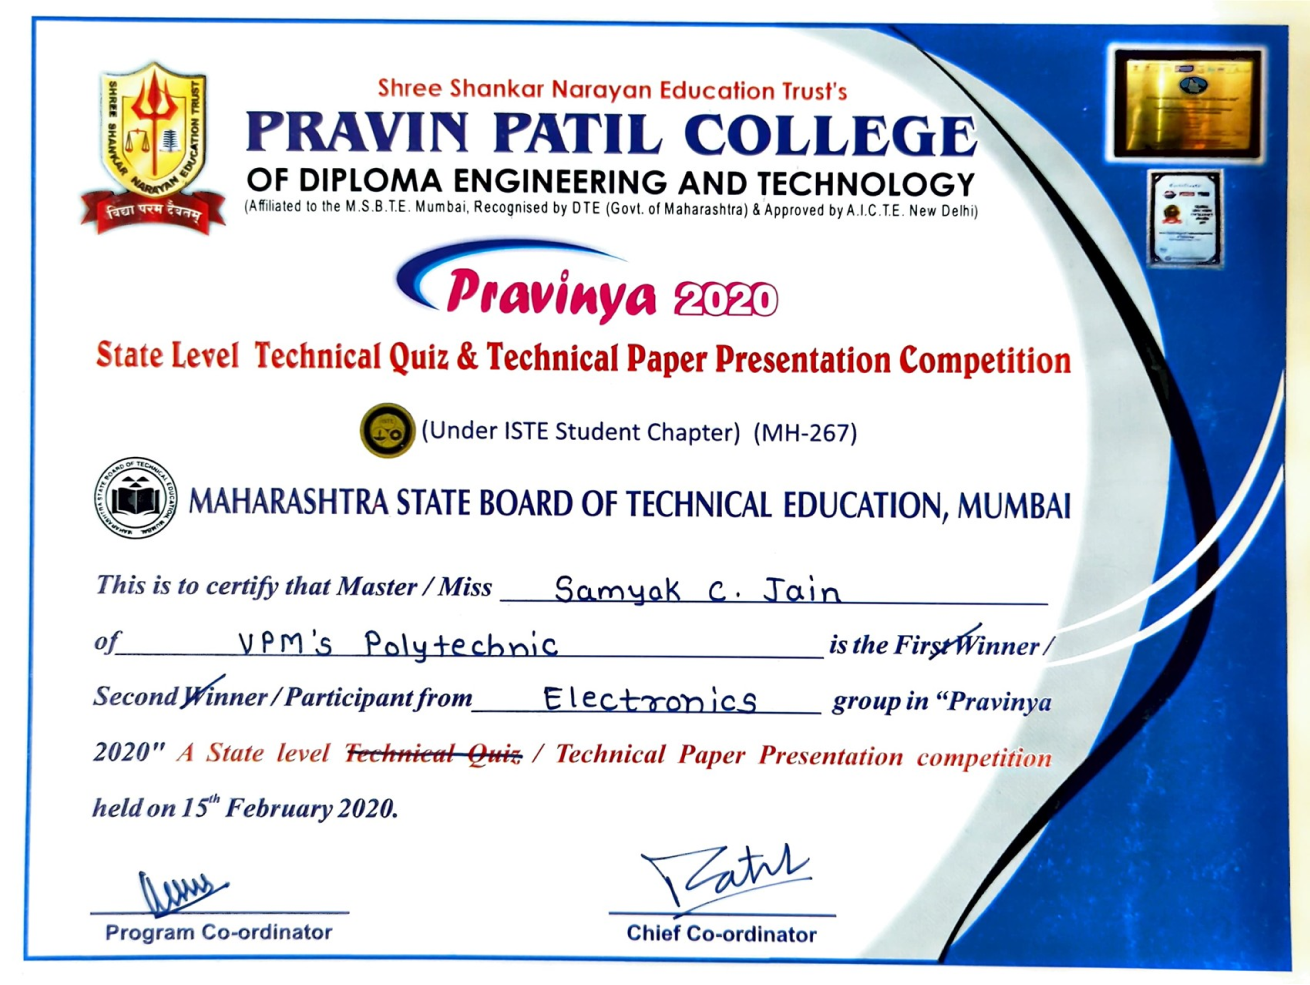 Shree Shankar Narayan Education Trust's
PRAVIN PATIL COLLEGE
OF DIPLOMA ENGINEERING AND TECHNOLOGY
(Affiliated to the M.S.B.T.E. Mumbai, Recognised by DTE (Govt. of Maharashtra) & Approved by A.I.C.T.E. New Delhi)
SHREE SHANKAR NARAYAN EDUCATION TRUST
विद्या परम दैवतम्
Pravinya 2020
State Level Technical Quiz & Technical Paper Presentation Competition
(Under ISTE Student Chapter) (MH-267)
MAHARASHTRA STATE BOARD OF TECHNICAL EDUCATION, MUMBAI
This is to certify that Master / Miss Samyak C. Jain
of VPM's Polytechnic is the First Winner /
Second Winner / Participant from Electronics group in "Pravinya
2020" A State level Technical Quiz / Technical Paper Presentation competition
held on 15th February 2020.
Program Co-ordinator
Chief Co-ordinator